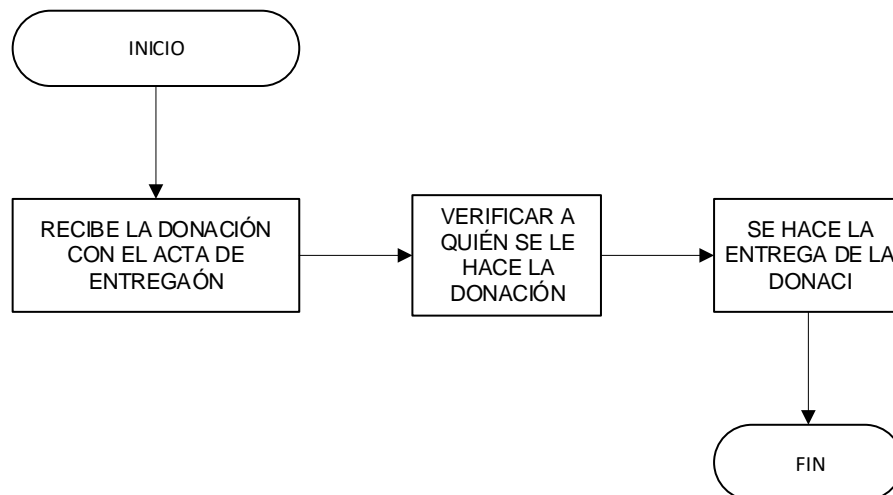 INICIO
RECIBE LA DONACIÓN
CON EL ACTA DE
ENTREGAÓN
VERIFICAR A
QUIÉN SE LE
HACE LA
DONACIÓN
SE HACE LA
ENTREGA DE LA
DONACI
FIN